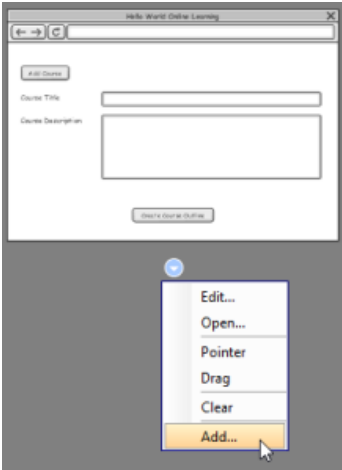 Hello World Online Learning
Add Course
Course Title
Course Description
Create Course Outline
Edit...
Open...
Pointer
Drag
Clear
Add...